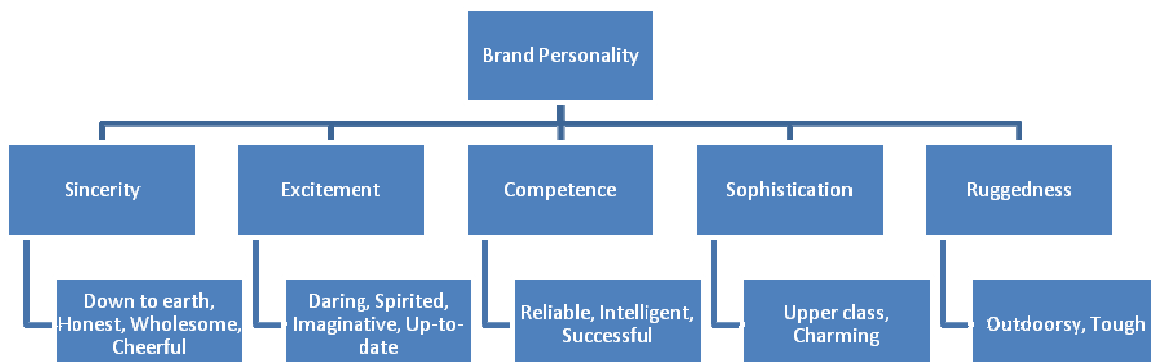 Brand Personality
Sincerity
Excitement
Competence
Sophistication
Ruggedness
Down to earth,
Honest, Wholesome,
Cheerful
Daring, Spirited,
Imaginative, Up-to-
date
Reliable, Intelligent,
Successful
Upper class,
Charming
Outdoorsy, Tough